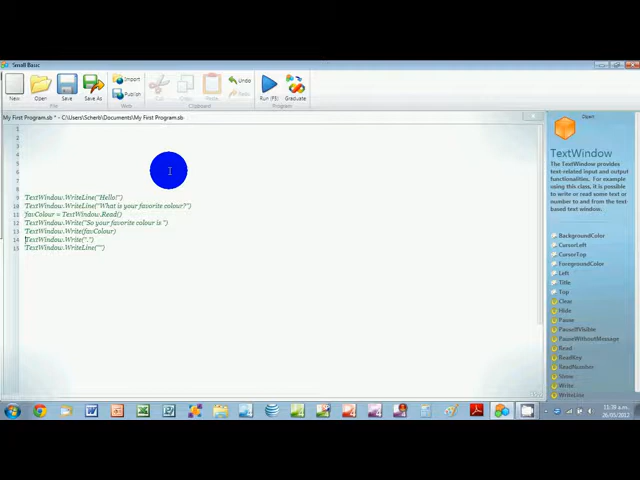 Small Basic
New
Open
Save
Save As
Import
Publish
Cut
Copy
Paste
Undo
Redo
Run (F5)
Graduate
File
Web
Program
My First Program.sb * - C:\Users\Scherb\Documents\My First Program.sb
1
2
3
4
5
6
7
8
9 TextWindow.WriteLine("Hello!")
10 TextWindow.WriteLine("What is your favorite colour?")
11 favColour = TextWindow.Read()
12 TextWindow.Write("So your favorite colour is ")
13 TextWindow.Write(favColour)
14 TextWindow.Write(".")
15 TextWindow.WriteLine("")
TextWindow
The TextWindow provides
text-related input and output
functionalities. For example
using this class, it is possible
to write or read some text or
number to and from the text-
based text window.
BackgroundColor
CursorLeft
CursorTop
ForegroundColor
Left
Title
Top
Clear
Hide
Pause
PauseIfVisible
PauseWithoutMessage
Read
ReadKey
ReadNumber
Show
Write
WriteLine
11:39 a.m.
26/05/2012